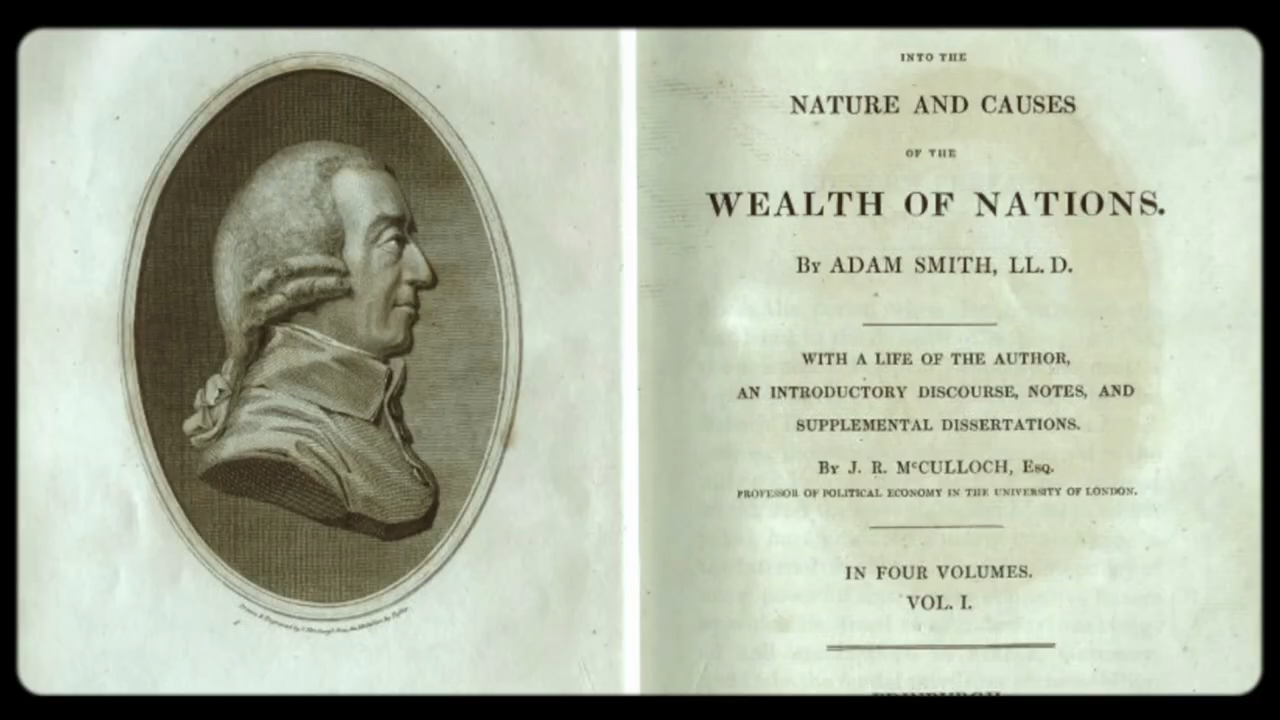 INTO THE
NATURE AND CAUSES
OF THE
WEALTH OF NATIONS.
By ADAM SMITH, LL. D.
WITH A LIFE OF THE AUTHOR,
AN INTRODUCTORY DISCOURSE, NOTES, AND
SUPPLEMENTAL DISSERTATIONS.
By J. R. McCULLOCH, Esq.
PROFESSOR OF POLITICAL ECONOMY IN THE UNIVERSITY OF LONDON.
IN FOUR VOLUMES.
VOL. I.